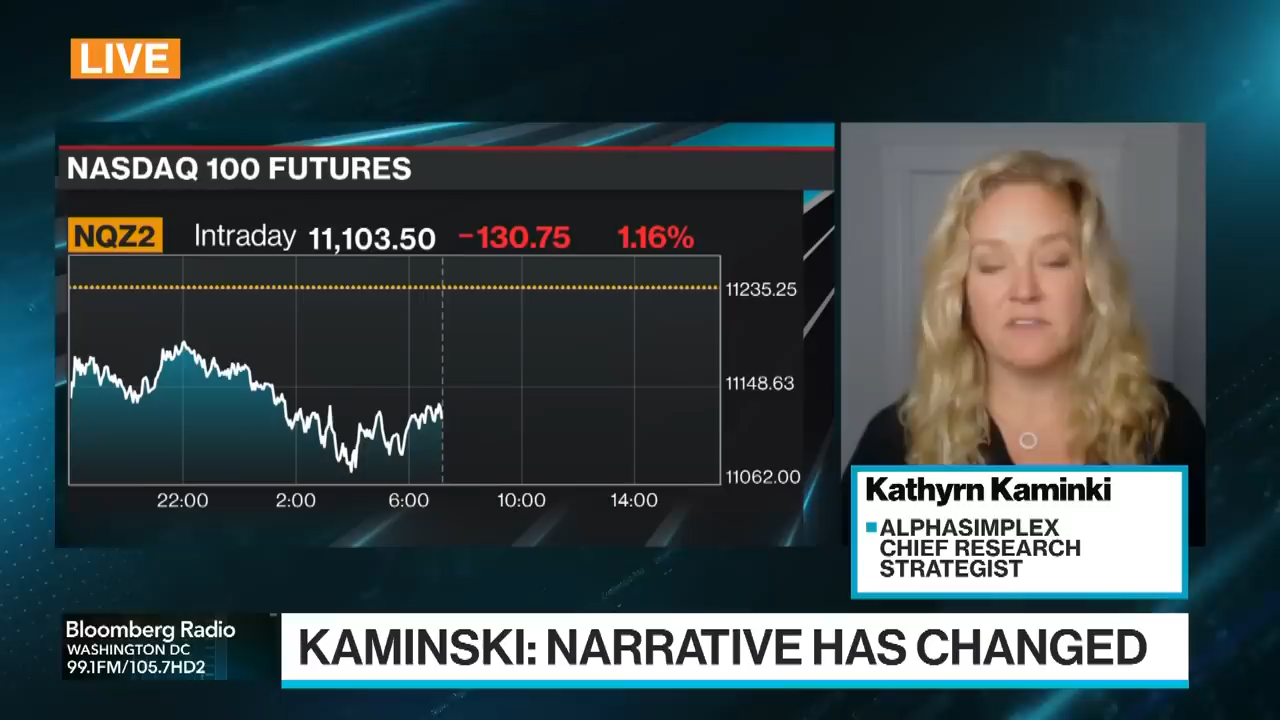 LIVE
NASDAQ 100 FUTURES
NQZ2 Intraday 11,103.50 -130.75 1.16%
11235.25
11148.63
11062.00
22:00 2:00 6:00 10:00 14:00
Kathyrn Kaminki
ALPHASIMPLEX
CHIEF RESEARCH
STRATEGIST
Bloomberg Radio
WASHINGTON DC
99.1FM/105.7HD2
KAMINSKI: NARRATIVE HAS CHANGED